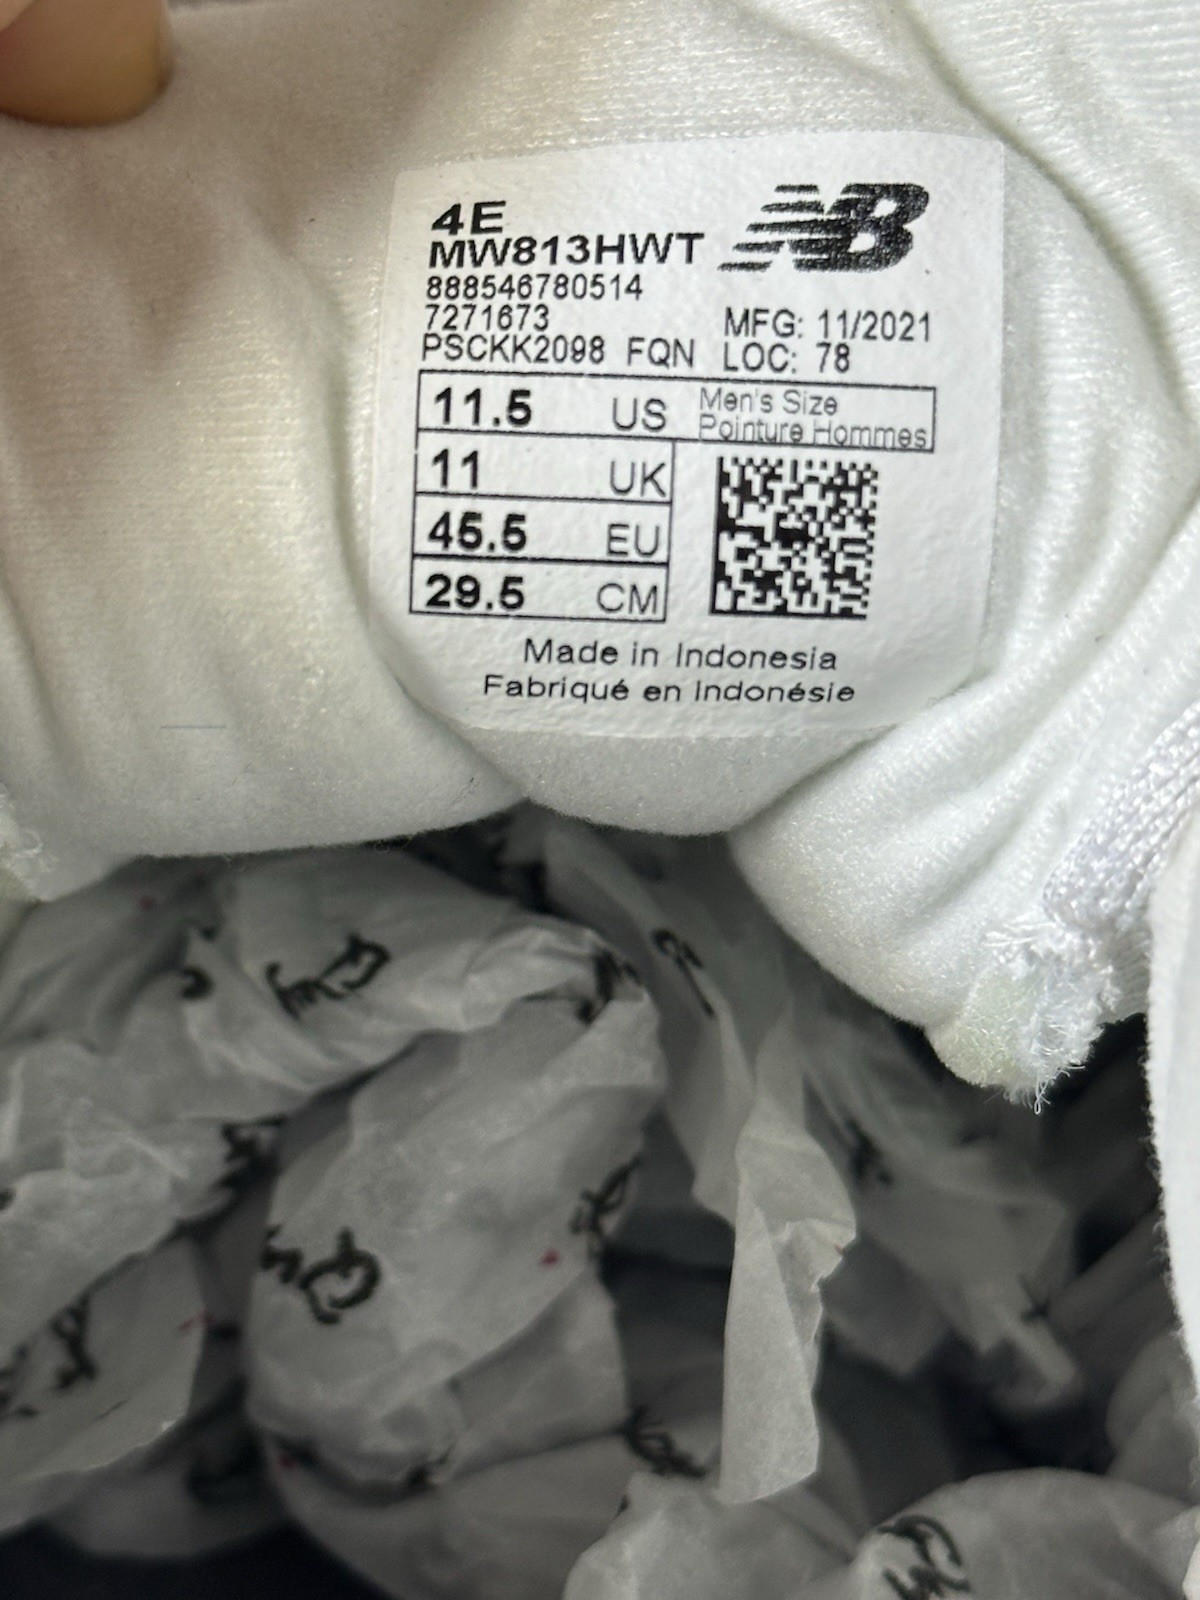 4E
NB
MW813HWT
888546780514
7271673
MFG: 11/2021
PSCKK2098 FQN LOC: 78
11.5 US Men's Size
Pointure Hommes
11 UK
45.5 EU
29.5 CM
Made in Indonesia
Fabriqué en Indonésie